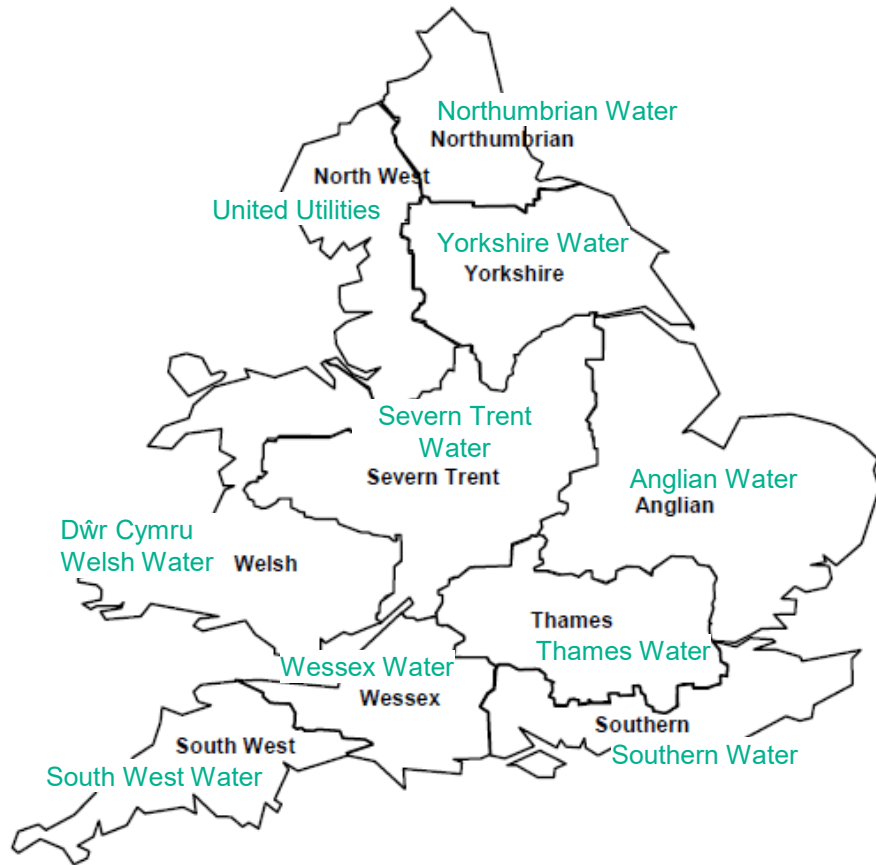 Northumbrian Water
Northumbrian
North West
United Utilities
Yorkshire Water
Yorkshire
Severn Trent
Water
Severn Trent
Anglian Water
Anglian
Dŵr Cymru
Welsh Water
Welsh
Thames
Thames Water
Wessex Water
Wessex
Southern
Southern Water
South West
South West Water